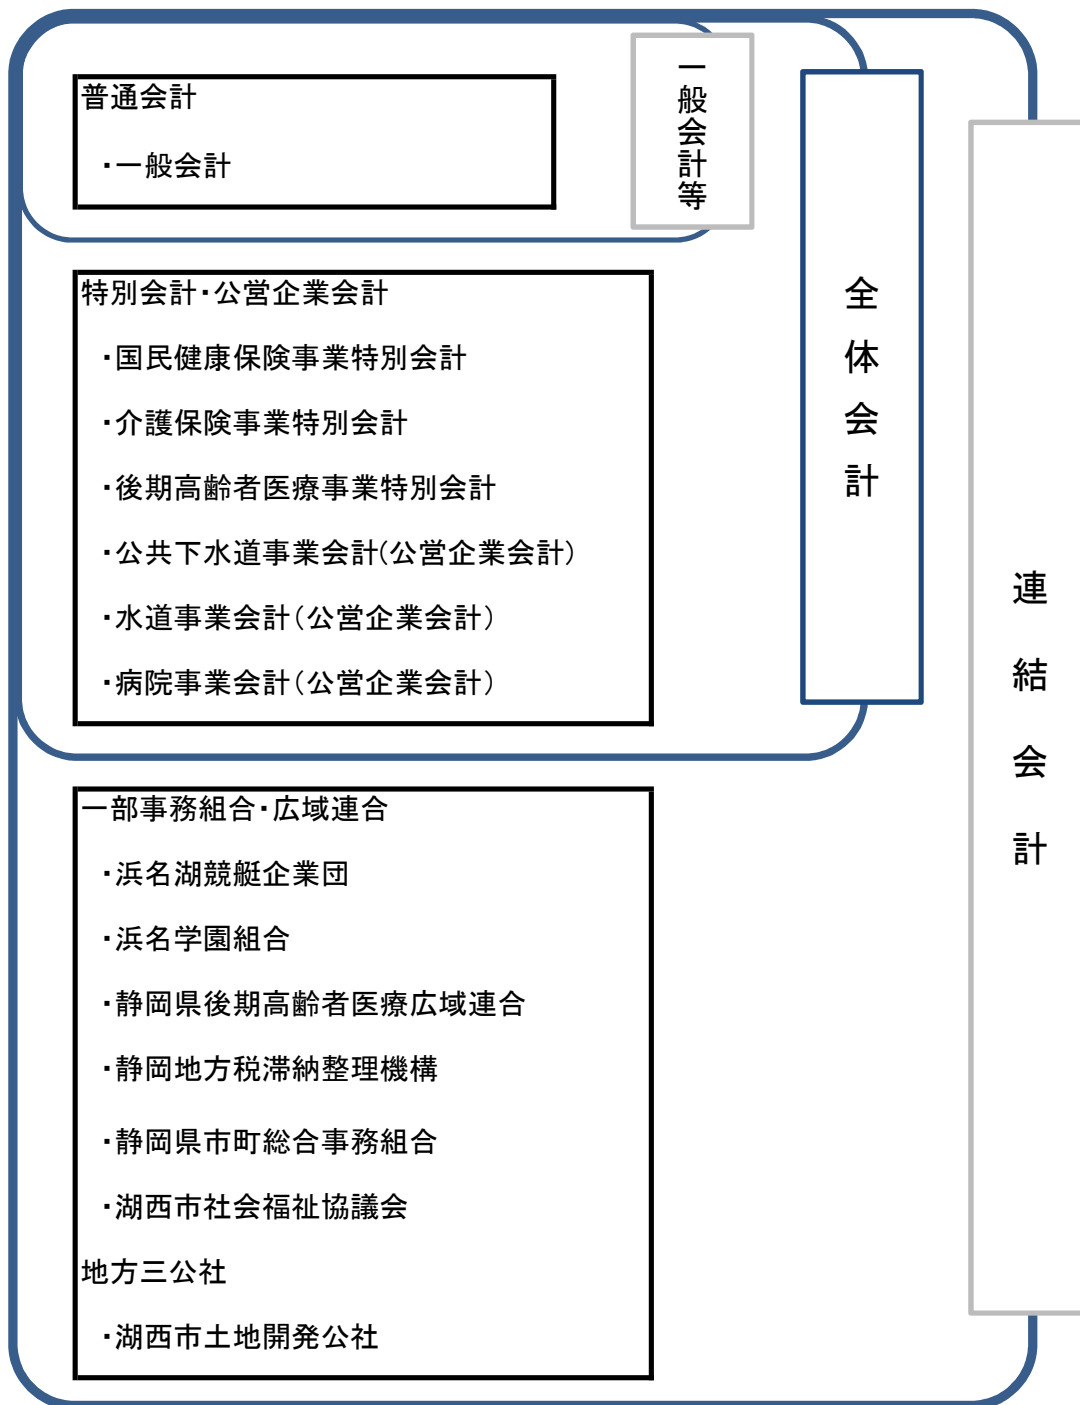 普通会計
・一般会計
一般会計等
特別会計・公営企業会計
・国民健康保険事業特別会計
・介護保険事業特別会計
・後期高齢者医療事業特別会計
・公共下水道事業会計(公営企業会計)
・水道事業会計(公営企業会計)
・病院事業会計(公営企業会計)
全体会計
一部事務組合・広域連合
・浜名湖競艇企業団
・浜名学園組合
・静岡県後期高齢者医療広域連合
・静岡地方税滞納整理機構
・静岡県市町総合事務組合
・湖西市社会福祉協議会
地方三公社
・湖西市土地開発公社
連結会計